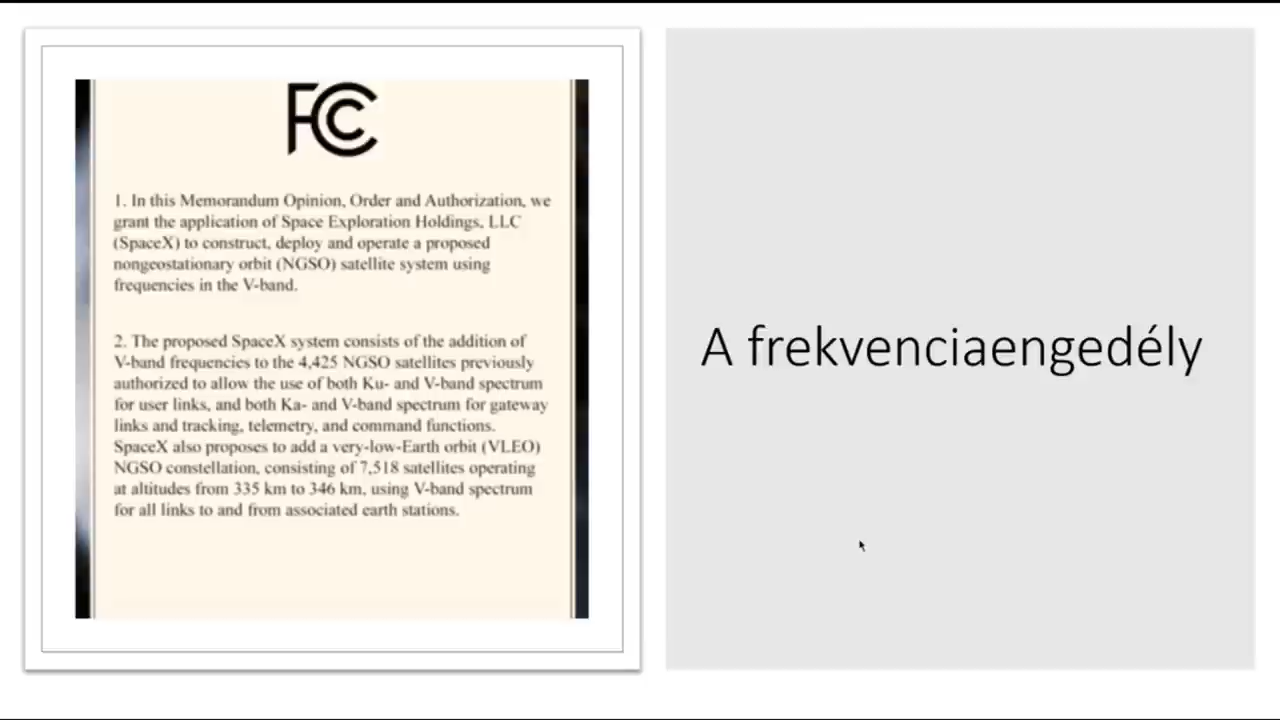 FCC
1. In this Memorandum Opinion, Order and Authorization, we
grant the application of Space Exploration Holdings, LLC
(SpaceX) to construct, deploy and operate a proposed
nongeostationary orbit (NGSO) satellite system using
frequencies in the V-band.
2. The proposed SpaceX system consists of the addition of
V-band frequencies to the 4,425 NGSO satellites previously
authorized to allow the use of both Ku- and V-band spectrum
for user links, and both Ka- and V-band spectrum for gateway
links and tracking, telemetry, and command functions.
SpaceX also proposes to add a very-low-Earth orbit (VLEO)
NGSO constellation, consisting of 7,518 satellites operating
at altitudes from 335 km to 346 km, using V-band spectrum
for all links to and from associated earth stations.
A frekvenciaengedély